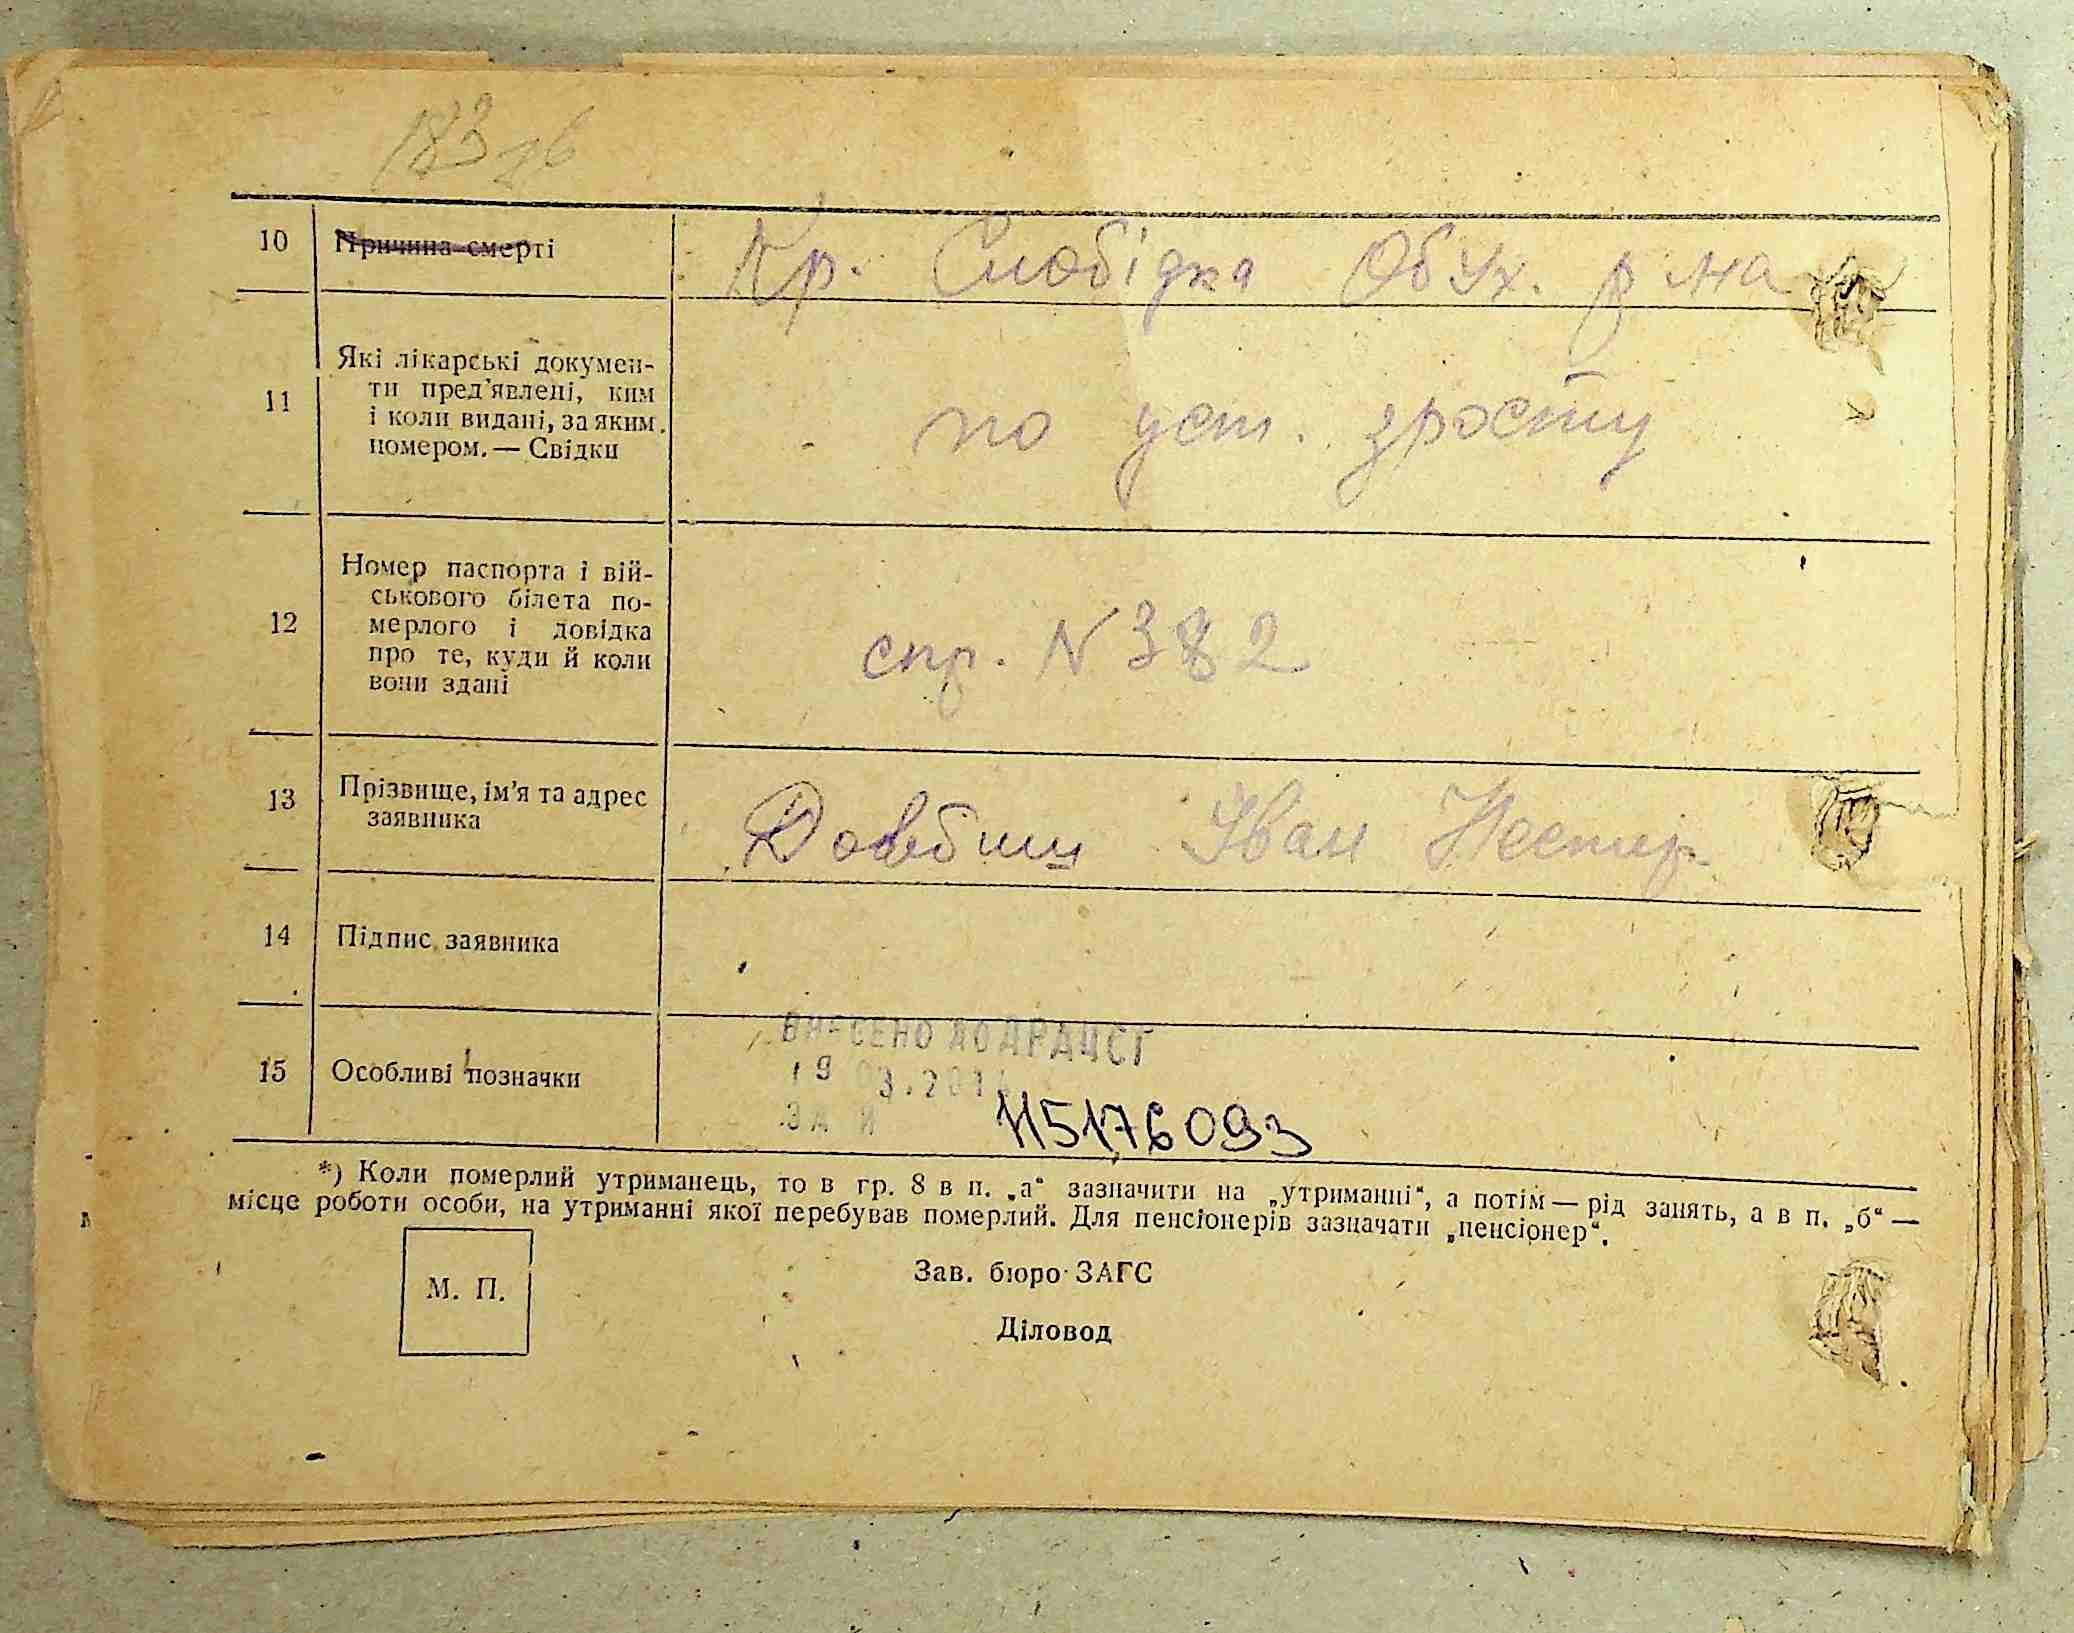 183 зв
10 Причина смерті Кр. Слобідка Обух. р-на
11 Які лікарські докумен-
ти пред'явлені, ким
і коли видані, за яким
номером. — Свідки
по уст. зросту
12 Номер паспорта і вій-
ськового білета по-
мерлого і довідка
про те, куди й коли
вони здані
спр. N 382
13 Прізвище, ім'я та адрес
заявника
Довбиш Іван Нестер.
14 Підпис заявника
ВНЕСЕНО ДО ДРАЦСГ
15 Особливі позначки
ЗА N 115176093
*) Коли померлий утриманець, то в гр. 8 в п. „а“ зазначити на „утриманні“, а потім — рід занять, а в п. „б“ —
місце роботи особи, на утриманні якої перебував померлий. Для пенсіонерів зазначати „пенсіонер“.
М. П.
Зав. бюро ЗАГС
Діловод